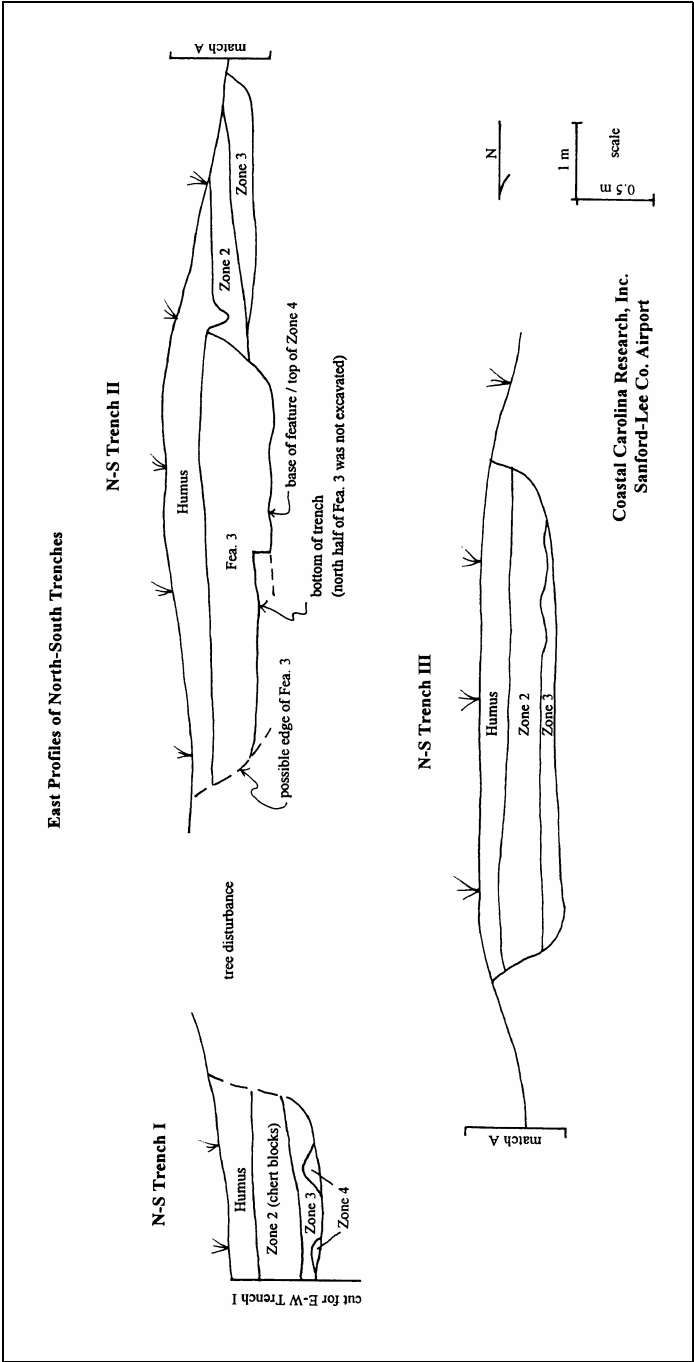 East Profiles of North-South Trenches
N-S Trench I
Humus
Zone 2 (chert blocks)
Zone 3
Zone 4
cut for E-W Trench I
tree disturbance
N-S Trench II
Humus
Fea. 3
Zone 2
Zone 3
match A
possible edge of Fea. 3
bottom of trench
(north half of Fea. 3 was not excavated)
base of feature / top of Zone 4
N-S Trench III
match A
Humus
Zone 2
Zone 3
N
1 m
0.5 m
scale
Coastal Carolina Research, Inc.
Sanford-Lee Co. Airport